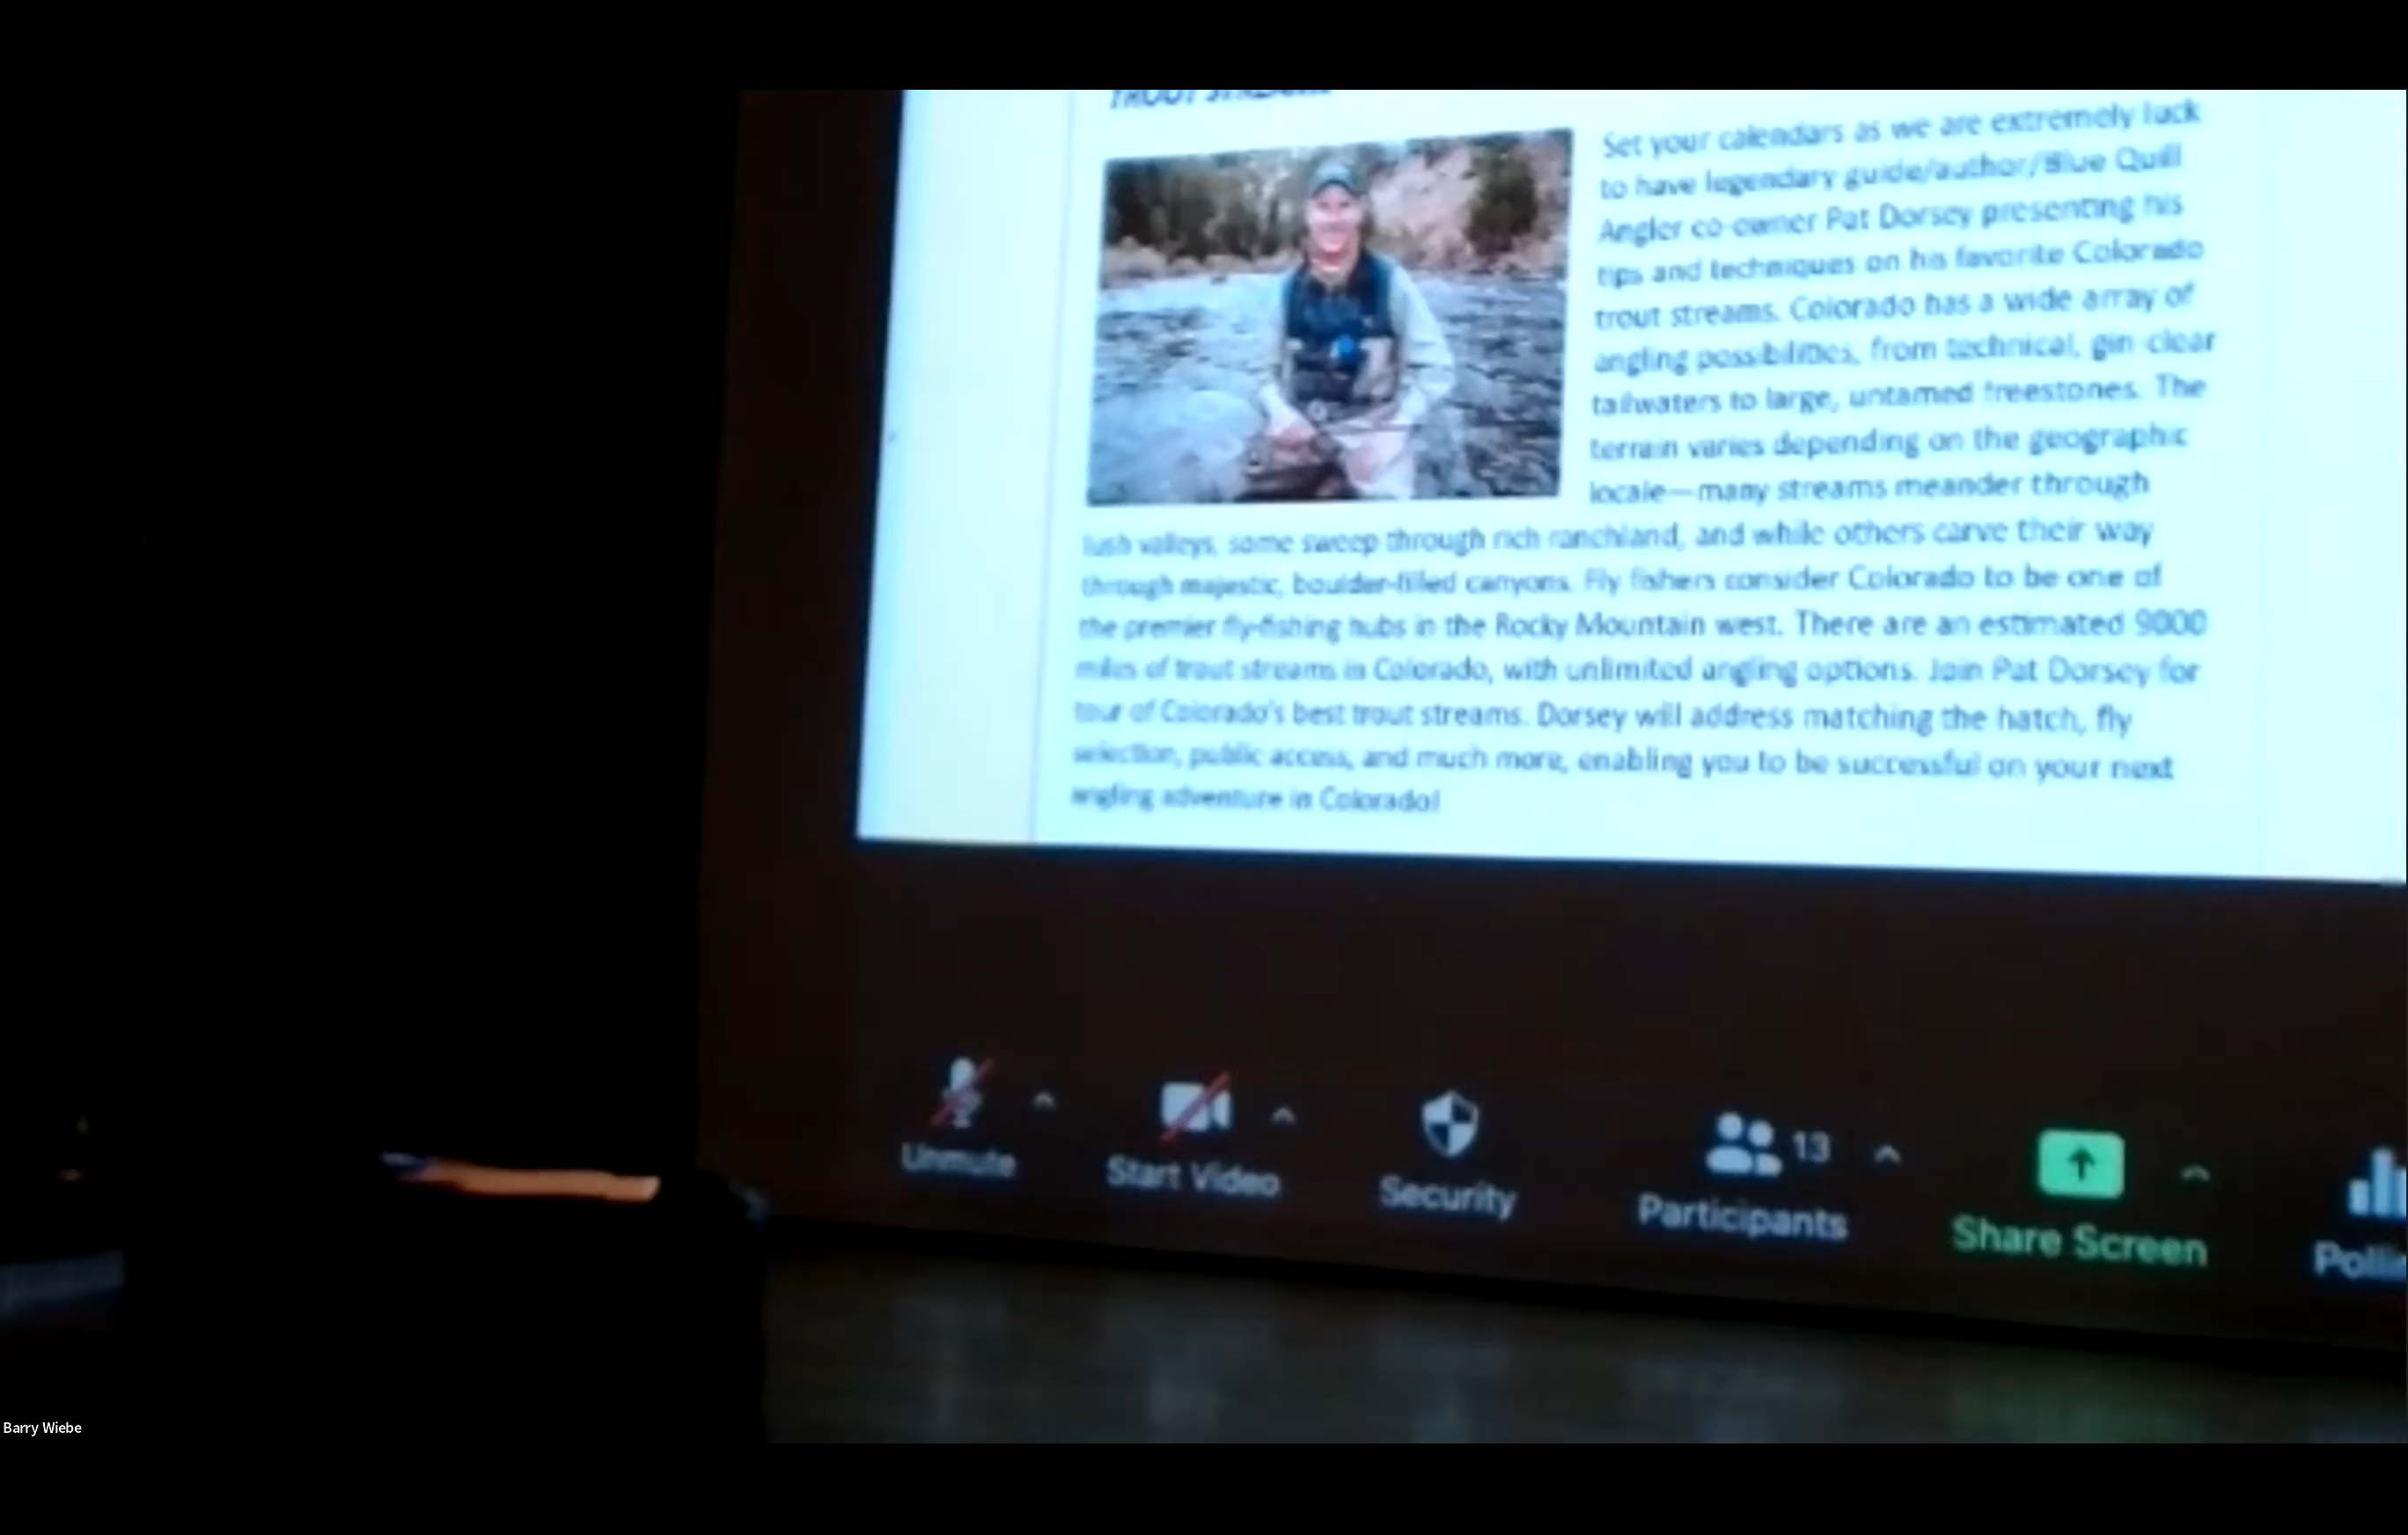 TROUT STREAMS
Set your calendars as we are extremely luck
to have legendary guide/author/Blue Quill
Angler co-owner Pat Dorsey presenting his
tips and techniques on his favorite Colorado
trout streams. Colorado has a wide array of
angling possibilities, from technical, gin-clear
tailwaters to large, untamed freestones. The
terrain varies depending on the geographic
locale—many streams meander through
lush valleys, some sweep through rich ranchland, and while others carve their way
through majestic, boulder-filled canyons. Fly fishers consider Colorado to be one of
the premier fly-fishing hubs in the Rocky Mountain west. There are an estimated 9000
miles of trout streams in Colorado, with unlimited angling options. Join Pat Dorsey for
tour of Colorado's best trout streams. Dorsey will address matching the hatch, fly
selection, public access, and much more, enabling you to be successful on your next
angling adventure in Colorado!
Unmute
Start Video
Security
13
Participants
Share Screen
Barry Wiebe